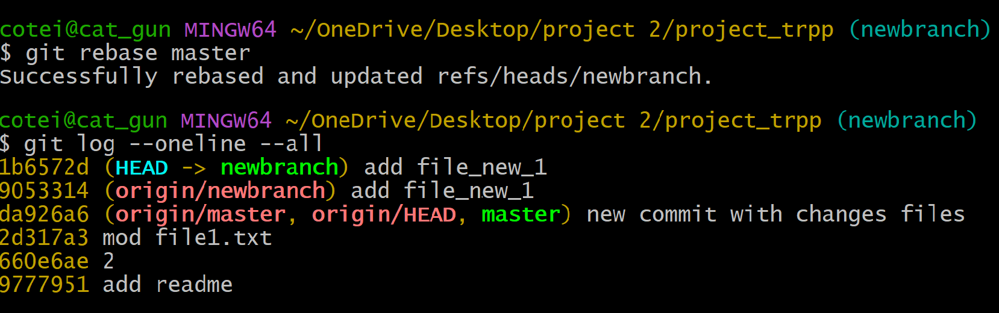 cotei@cat_gun MINGW64 ~/OneDrive/Desktop/project 2/project_trpp (newbranch)
$ git rebase master
Successfully rebased and updated refs/heads/newbranch.
cotei@cat_gun MINGW64 ~/OneDrive/Desktop/project 2/project_trpp (newbranch)
$ git log --oneline --all
1b6572d (HEAD -> newbranch) add file_new_1
9053314 (origin/newbranch) add file_new_1
da926a6 (origin/master, origin/HEAD, master) new commit with changes files
2d317a3 mod file1.txt
660e6ae 2
9777951 add readme